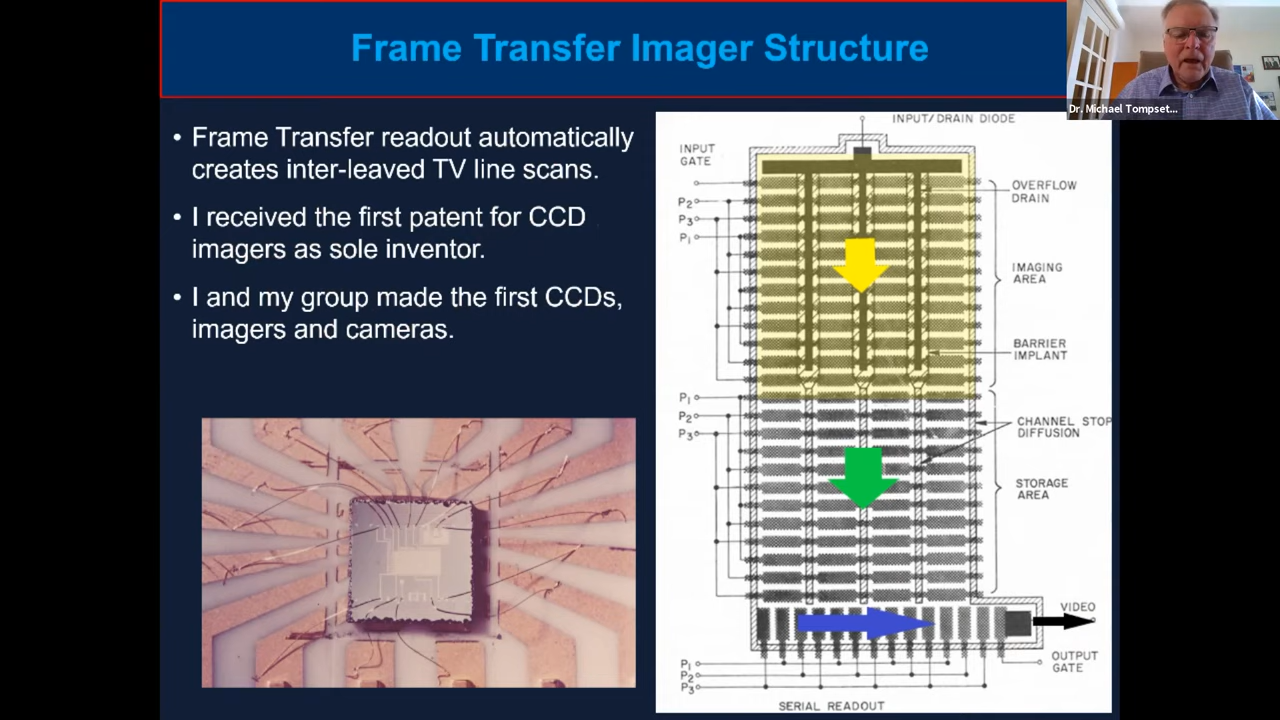 Frame Transfer Imager Structure
Dr. Michael Tompset...
• Frame Transfer readout automatically
creates inter-leaved TV line scans.
• I received the first patent for CCD
imagers as sole inventor.
• I and my group made the first CCDs,
imagers and cameras.
INPUT/DRAIN DIODE
INPUT
GATE
P2
P3
P1
OVERFLOW
DRAIN
IMAGING
AREA
BARRIER
IMPLANT
P1
P2
P3
CHANNEL STOP
DIFFUSION
STORAGE
AREA
VIDEO
OUTPUT
GATE
P1
P2
P3
SERIAL READOUT